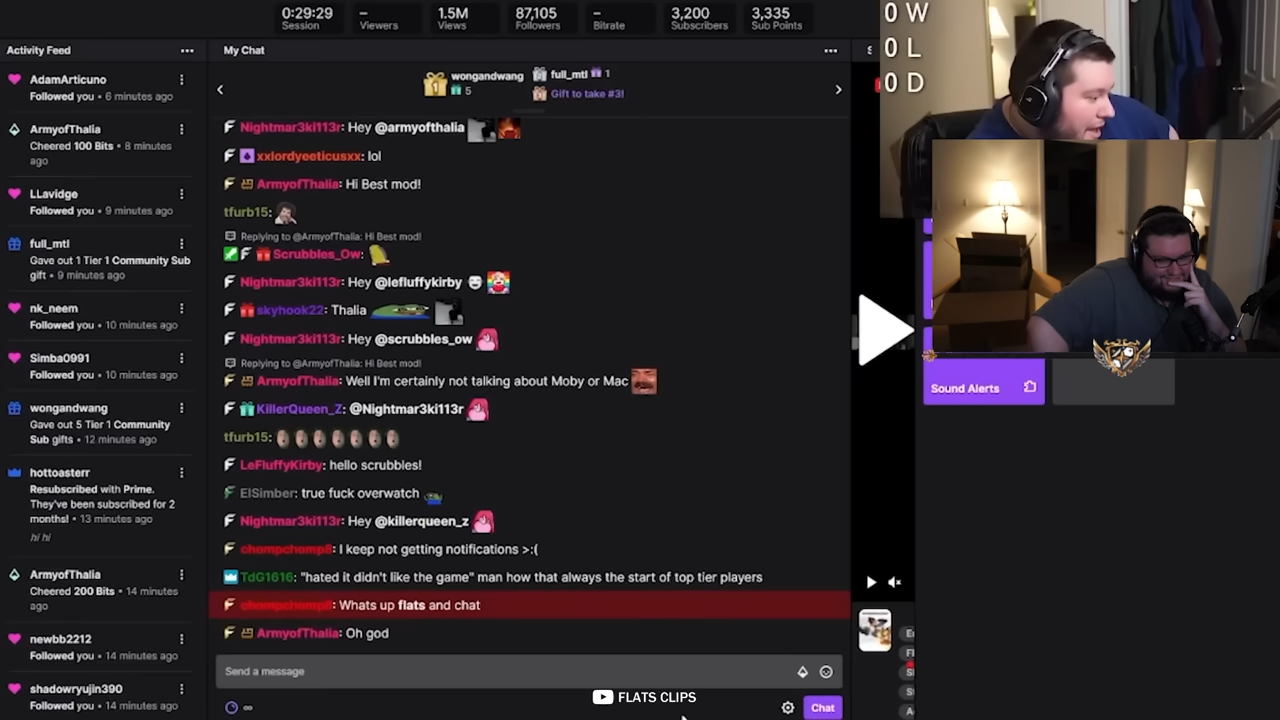 0:29:29
Session
–
Viewers
1.5M
Views
87,105
Followers
–
Bitrate
3,200
Subscribers
3,335
Sub Points
0 W
0 L
0 D
Activity Feed
AdamArticuno
Followed you • 6 minutes ago
ArmyofThalia
Cheered 100 Bits • 8 minutes
ago
LLavidge
Followed you • 9 minutes ago
full_mtl
Gave out 1 Tier 1 Community Sub
gift • 9 minutes ago
nk_neem
Followed you • 10 minutes ago
Simba0991
Followed you • 10 minutes ago
wongandwang
Gave out 5 Tier 1 Community
Sub gifts • 12 minutes ago
hottoasterr
Resubscribed with Prime.
They've been subscribed for 2
months! • 13 minutes ago
hi hi
ArmyofThalia
Cheered 200 Bits • 14 minutes
ago
newbb2212
Followed you • 14 minutes ago
shadowryujin390
Followed you • 14 minutes ago
My Chat
wongandwang
5
full_mtl 1
Gift to take #3!
Nightmar3ki113r: Hey @armyofthalia
xxlordyeeticusxx: lol
ArmyofThalia: Hi Best mod!
tfurb15:
Replying to @ArmyofThalia: Hi Best mod!
Scrubbles_Ow:
Nightmar3ki113r: Hey @lefluffykirby
skyhook22: Thalia
Nightmar3ki113r: Hey @scrubbles_ow
Replying to @ArmyofThalia: Hi Best mod!
ArmyofThalia: Well I'm certainly not talking about Moby or Mac
KillerQueen_Z: @Nightmar3ki113r
tfurb15:
LeFluffyKirby: hello scrubbles!
ElSimber: true fuck overwatch
Nightmar3ki113r: Hey @killerqueen_z
chompchomp8: I keep not getting notifications >:(
TdG1616: "hated it didn't like the game" man how that always the start of top tier players
chompchomp8: Whats up flats and chat
ArmyofThalia: Oh god
Send a message
∞
Chat
FLATS CLIPS
Sound Alerts